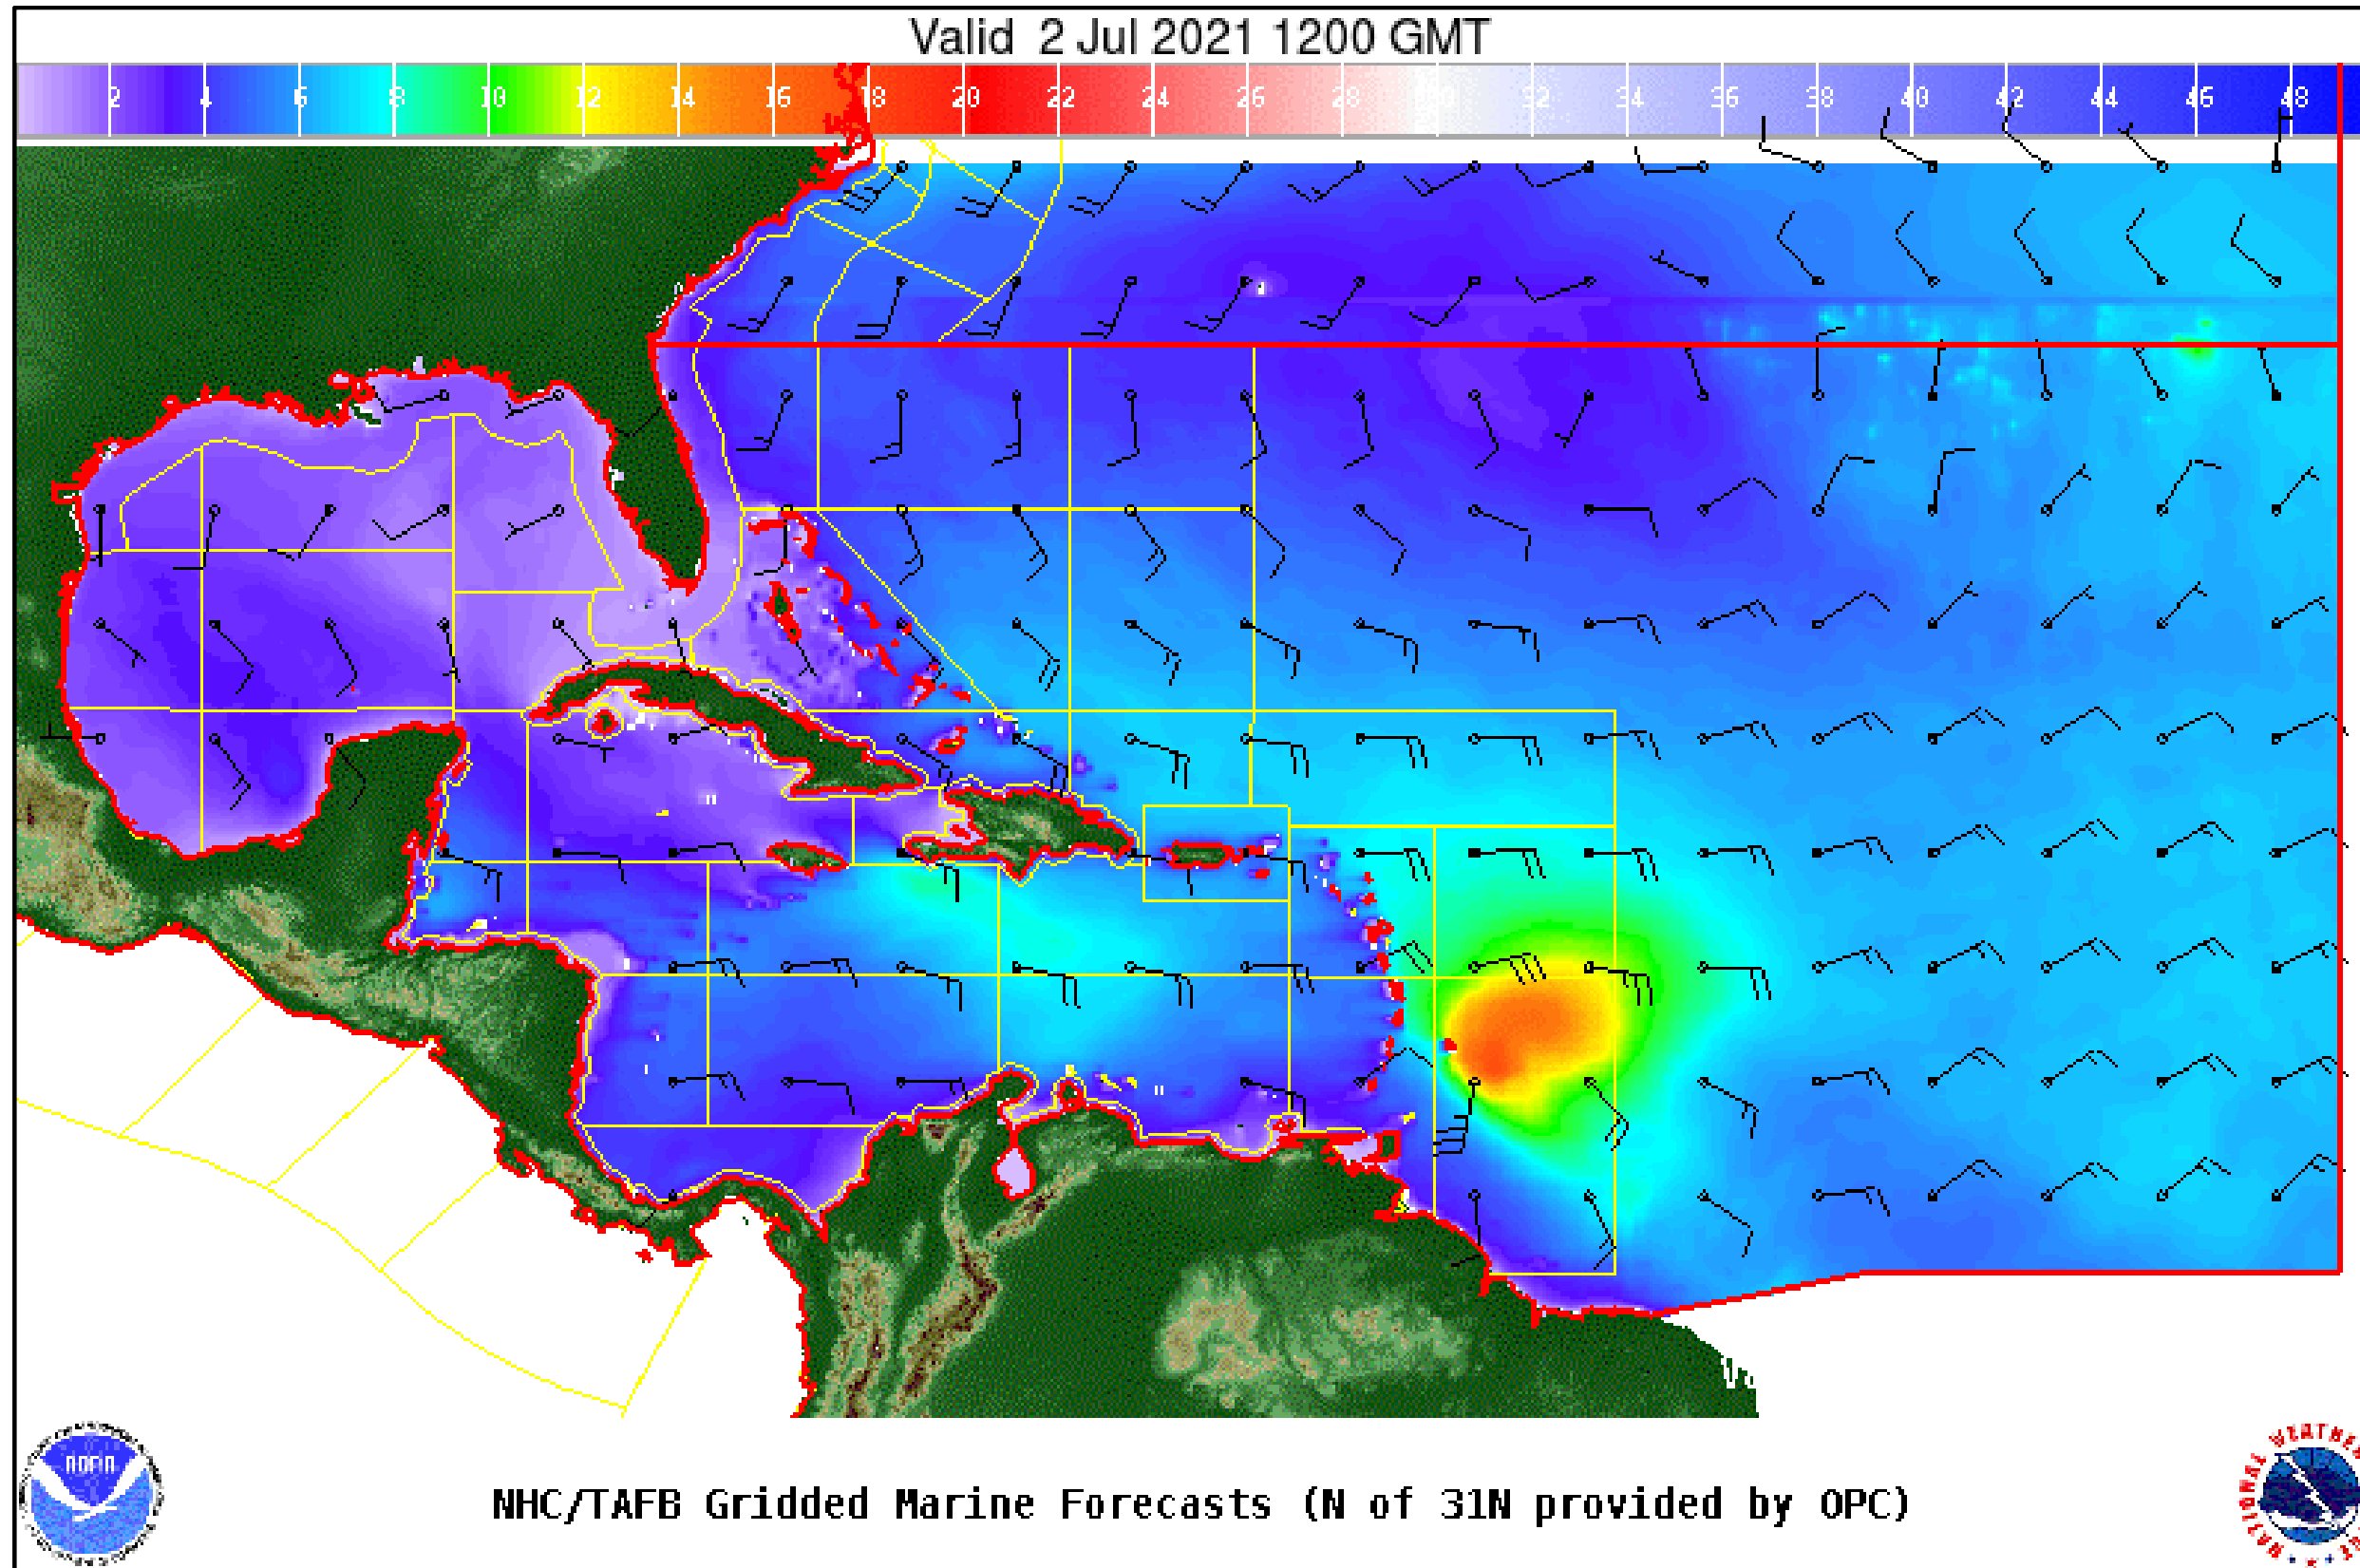 Valid 2 Jul 2021 1200 GMT
2 4 6 8 10 12 14 16 18 20 22 24 26 28 30 32 34 36 38 40 42 44 46 48
NOAA
NHC/TAFB Gridded Marine Forecasts (N of 31N provided by OPC)